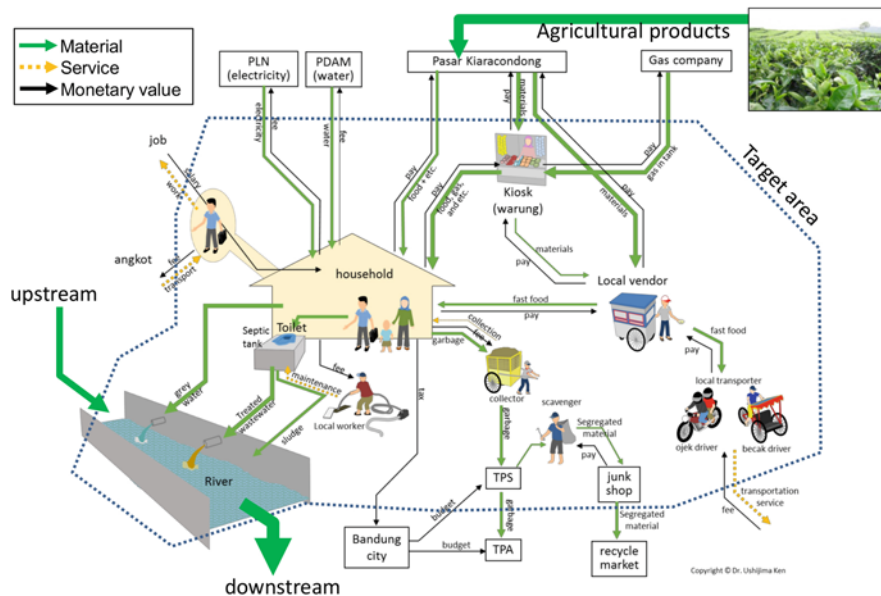 Agricultural products
Material
Service
Monetary value
PLN
(electricity)
PDAM
(water)
Pasar Kiaracondong
Gas company
electricity
fee
water
fee
pay
food + etc.
pay
materials
pay
food, gas,
and etc.
pay
gas in tank
materials
pay
Target area
job
salary
work
angkot
fee
transport
Kiosk
(warung)
materials
pay
household
Local vendor
upstream
fast food
pay
fast food
pay
Toilet
Septic
tank
collection
fee
garbage
fee
maintenance
tax
local transporter
grey
water
Treated
wastewater
sludge
Local worker
collector
scavenger
garbage
Segregated
material
pay
ojek driver
becak driver
River
TPS
junk
shop
transportation
service
fee
budget
garbage
Segregated
material
Bandung
city
budget
TPA
recycle
market
downstream
Copyright © Dr. Ushijima Ken